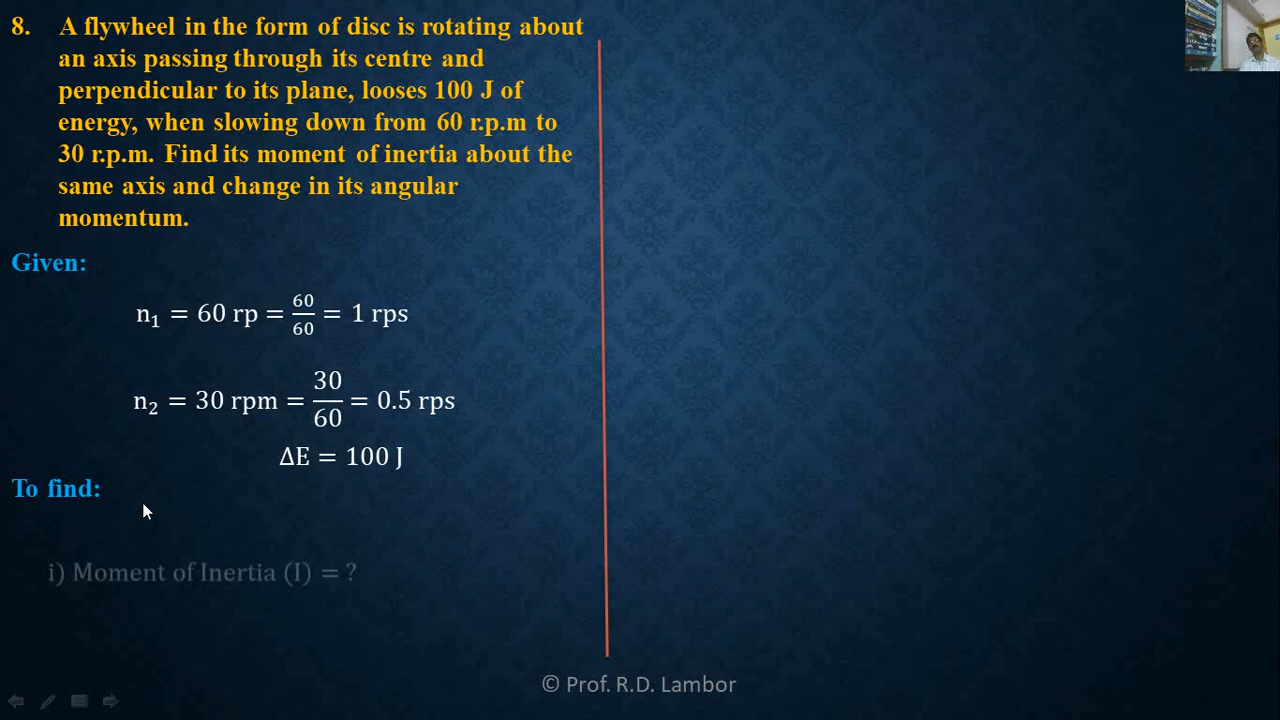 8. A flywheel in the form of disc is rotating about
an axis passing through its centre and
perpendicular to its plane, looses 100 J of
energy, when slowing down from 60 r.p.m to
30 r.p.m. Find its moment of inertia about the
same axis and change in its angular
momentum.
Given:
n₁ = 60 rp = 60/60 = 1 rps
n₂ = 30 rpm = 30/60 = 0.5 rps
ΔE = 100 J
To find:
i) Moment of Inertia (I) = ?
© Prof. R.D. Lambor